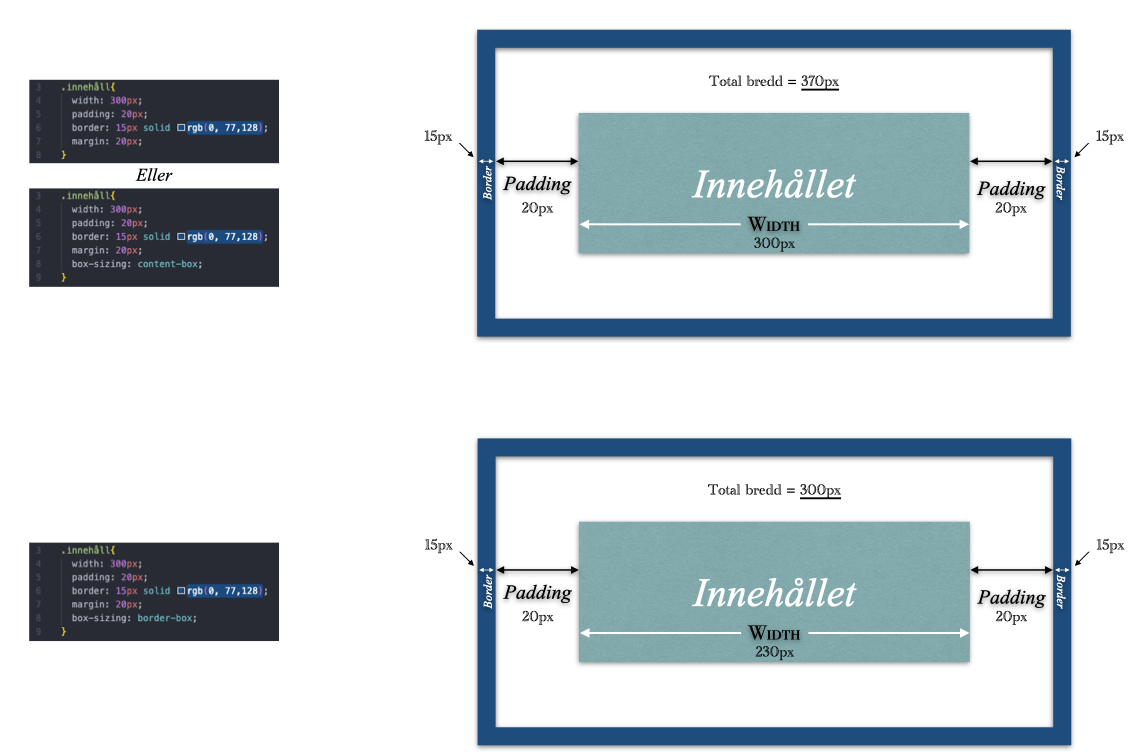 3 .innehåll{
4 width: 300px;
5 padding: 20px;
6 border: 15px solid rgb(0, 77,128);
7 margin: 20px;
8 }
Eller
3 .innehåll{
4 width: 300px;
5 padding: 20px;
6 border: 15px solid rgb(0, 77,128);
7 margin: 20px;
8 box-sizing: content-box;
9 }
Total bredd = 370px
15px
15px
Border
Padding
20px
Innehållet
WIDTH
300px
Padding
20px
Border
3 .innehåll{
4 width: 300px;
5 padding: 20px;
6 border: 15px solid rgb(0, 77,128);
7 margin: 20px;
8 box-sizing: border-box;
9 }
Total bredd = 300px
15px
15px
Border
Padding
20px
Innehållet
WIDTH
230px
Padding
20px
Border